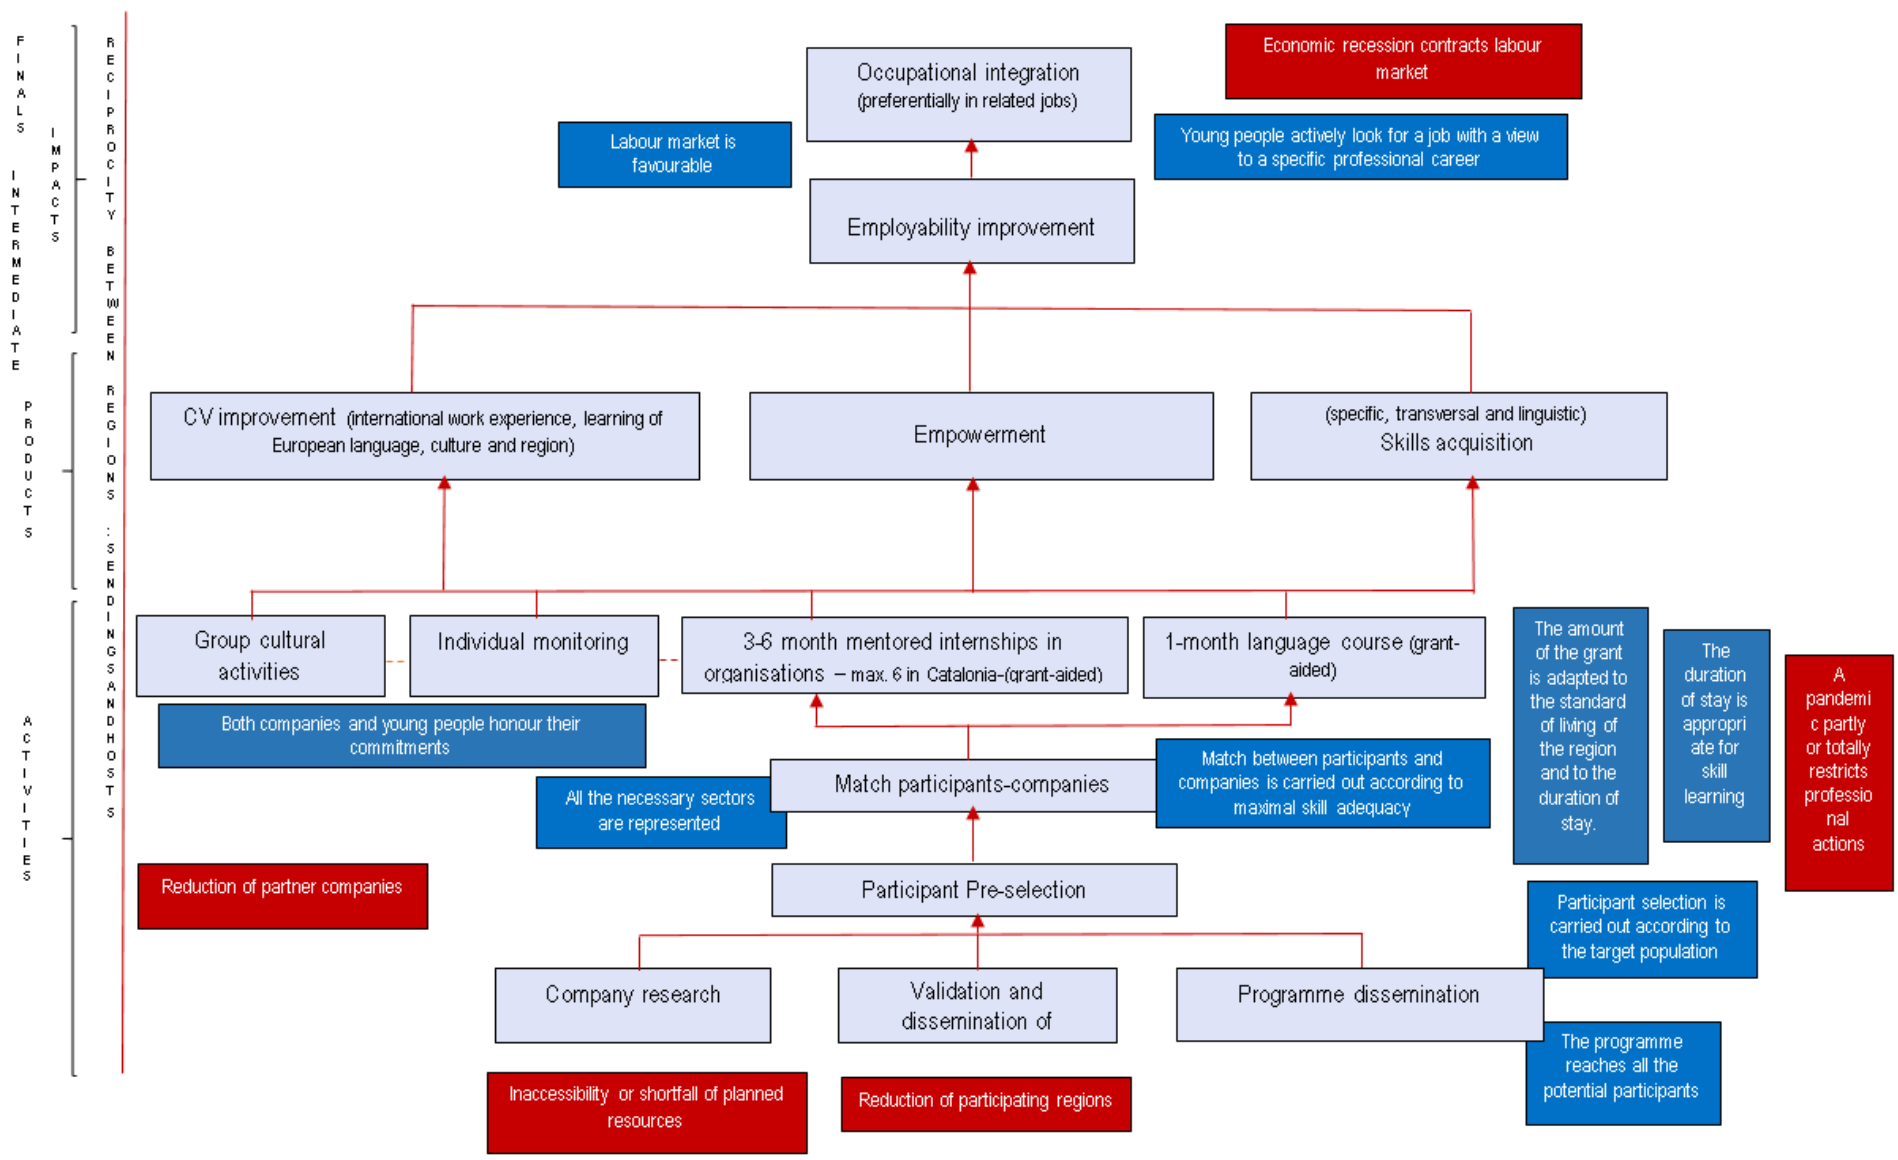 FINALS INTERMEDIATE
IMPACTS
PRODUCTS
ACTIVITIES
RECIPROCITY BETWEEN REGIONS: SENDINGS AND HOSTS
Economic recession contracts labour
market
Occupational integration
(preferentially in related jobs)
Labour market is
favourable
Young people actively look for a job with a view
to a specific professional career
Employability improvement
CV improvement (international work experience, learning of
European language, culture and region)
Empowerment
(specific, transversal and linguistic)
Skills acquisition
Group cultural
activities
Individual monitoring
3-6 month mentored internships in
organisations – max. 6 in Catalonia-(grant-aided)
1-month language course (grant-
aided)
The amount
of the grant
is adapted to
the standard
of living of
the region
and to the
duration of
stay.
The
duration
of stay is
appropri
ate for
skill
learning
A
pandemi
c partly
or totally
restricts
professio
nal
actions
Both companies and young people honour their
commitments
All the necessary sectors
are represented
Match participants-companies
Match between participants and
companies is carried out according to
maximal skill adequacy
Reduction of partner companies
Participant Pre-selection
Participant selection is
carried out according to
the target population
Company research
Validation and
dissemination of
Programme dissemination
The programme
reaches all the
potential participants
Inaccessibility or shortfall of planned
resources
Reduction of participating regions